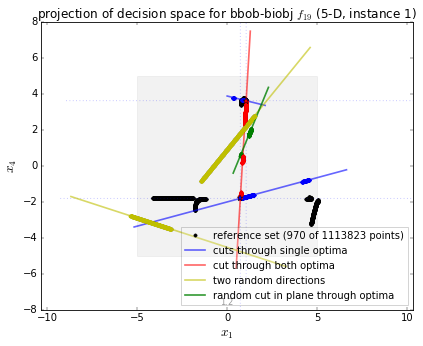 projection of decision space for bbob-biobj f₁₉ (5-D, instance 1)
8
6
4
2
0
−2
−4
−6
−8
x₄
reference set (970 of 1113823 points)
cuts through single optima
cut through both optima
two random directions
random cut in plane through optima
1,2
−10
−5
0
5
10
x₁